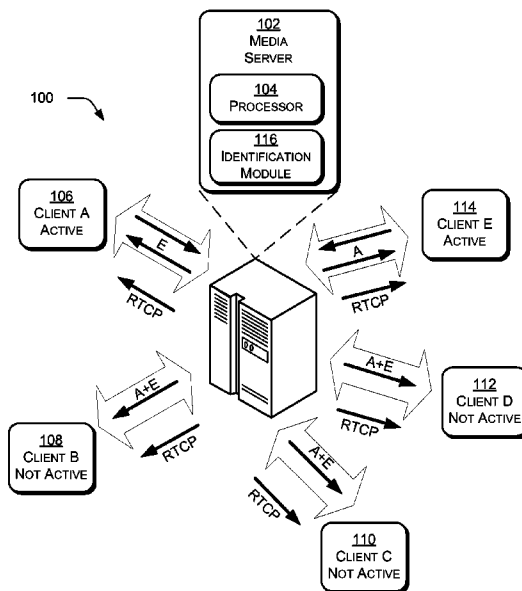 102
MEDIA
SERVER
104
PROCESSOR
116
IDENTIFICATION
MODULE
100
106
CLIENT A
ACTIVE
E
RTCP
114
CLIENT E
ACTIVE
A
RTCP
A+E
RTCP
108
CLIENT B
NOT ACTIVE
A+E
RTCP
112
CLIENT D
NOT ACTIVE
A+E
RTCP
110
CLIENT C
NOT ACTIVE